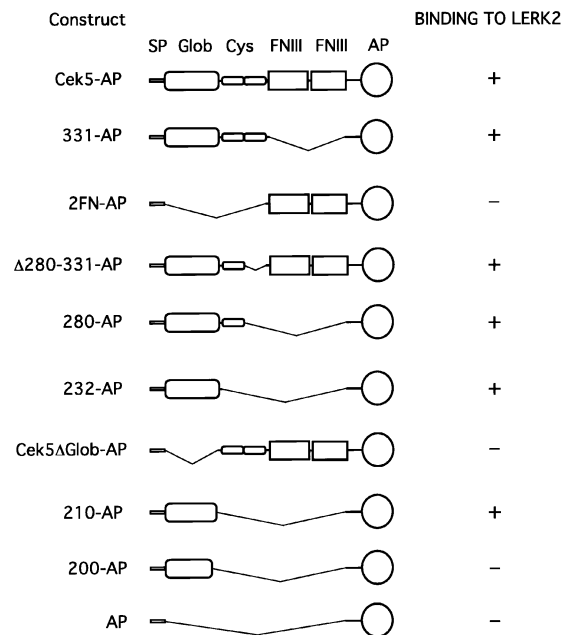 Construct BINDING TO LERK2
SP Glob Cys FNIII FNIII AP
Cek5-AP +
331-AP +
2FN-AP –
Δ280-331-AP +
280-AP +
232-AP +
Cek5ΔGlob-AP –
210-AP +
200-AP –
AP –